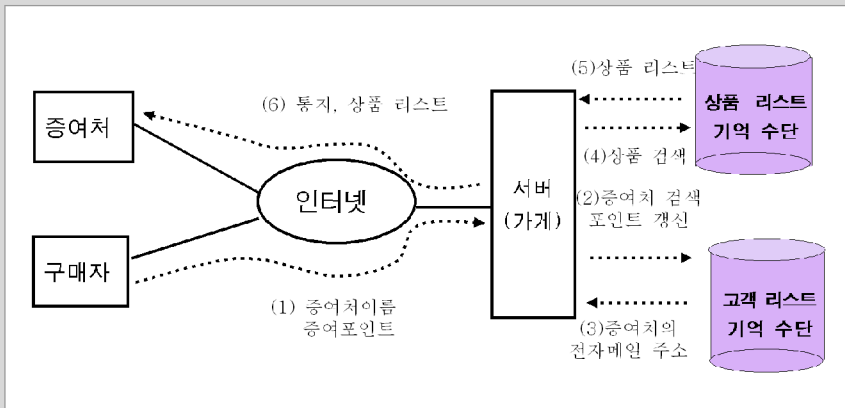 (5)상품 리스트
상품 리스트
기억 수단
(6) 통지, 상품 리스트
증여처
(4)상품 검색
인터넷
서버
(가게)
(2)증여치 검색
포인트 갱신
구매자
(1) 증여처이름
증여포인트
고객 리스트
기억 수단
(3)증여치의
전자메일 주소